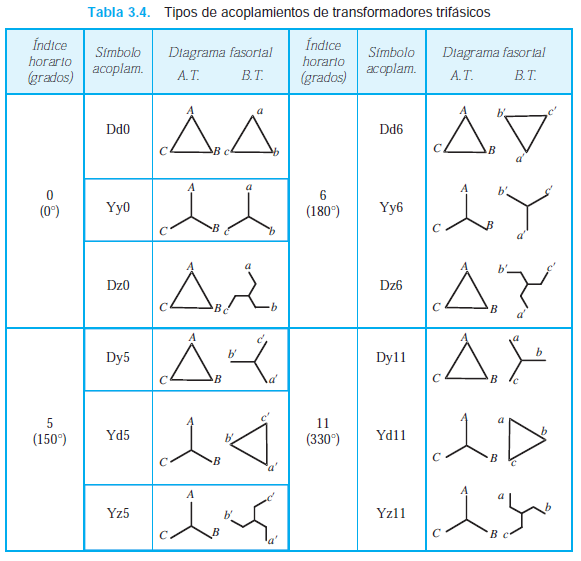 Tabla 3.4. Tipos de acoplamientos de transformadores trifásicos
Índice horario (grados) Símbolo acoplam. Diagrama fasorial A.T. B.T. Índice horario (grados) Símbolo acoplam. Diagrama fasorial A.T. B.T.
0 (0°)
Dd0 A C B a c b
Yy0 A C B a c b
Dz0 A C B a c b
6 (180°)
Dd6 A C B b' c' a'
Yy6 A C B b' c' a'
Dz6 A C B b' c' a'
5 (150°)
Dy5 A C B c' b' a'
Yd5 A C B c' b' a'
Yz5 A C B c' b' a'
11 (330°)
Dy11 A C B a b c
Yd11 A C B a b c
Yz11 A C B a b c